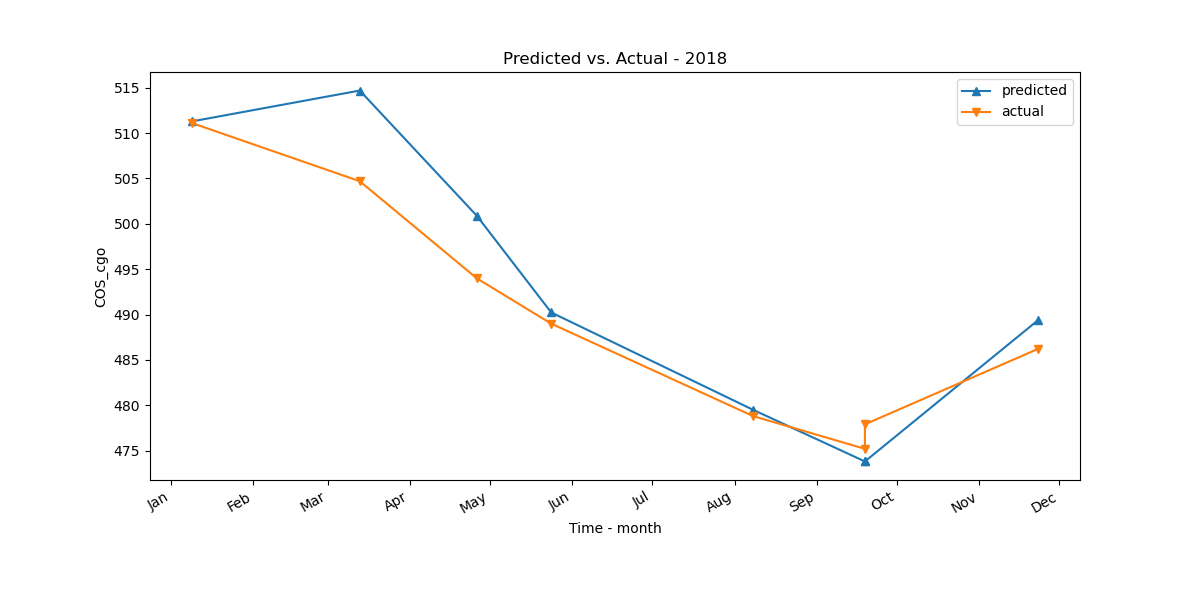 Predicted vs. Actual - 2018
predicted
actual
515
510
505
500
495
490
485
480
475
COS_cgo
Jan
Feb
Mar
Apr
May
Jun
Jul
Aug
Sep
Oct
Nov
Dec
Time - month